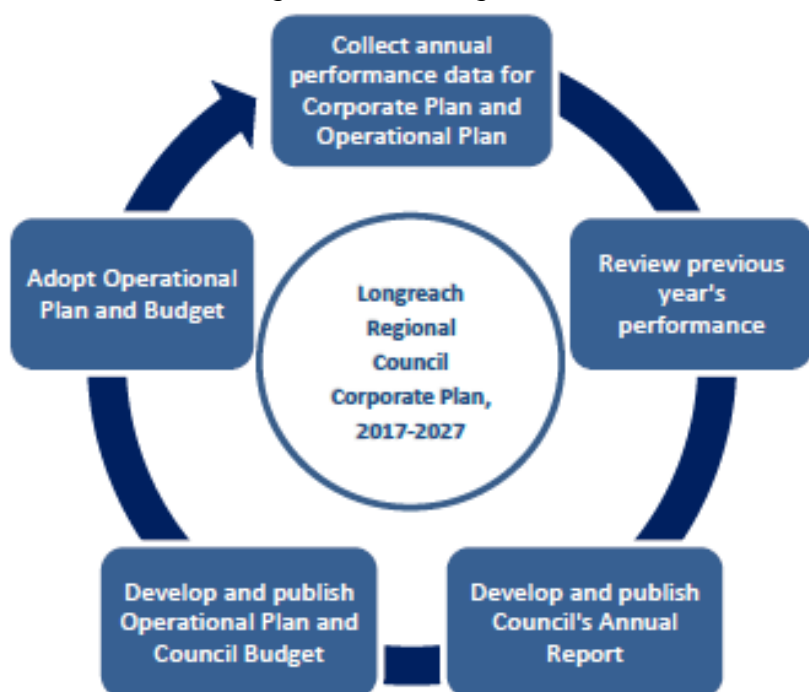 Collect annual
performance data for
Corporate Plan and
Operational Plan
Review previous
year's
performance
Develop and publish
Council's Annual
Report
Develop and publish
Operational Plan and
Council Budget
Adopt Operational
Plan and Budget
Longreach
Regional
Council
Corporate Plan,
2017-2027